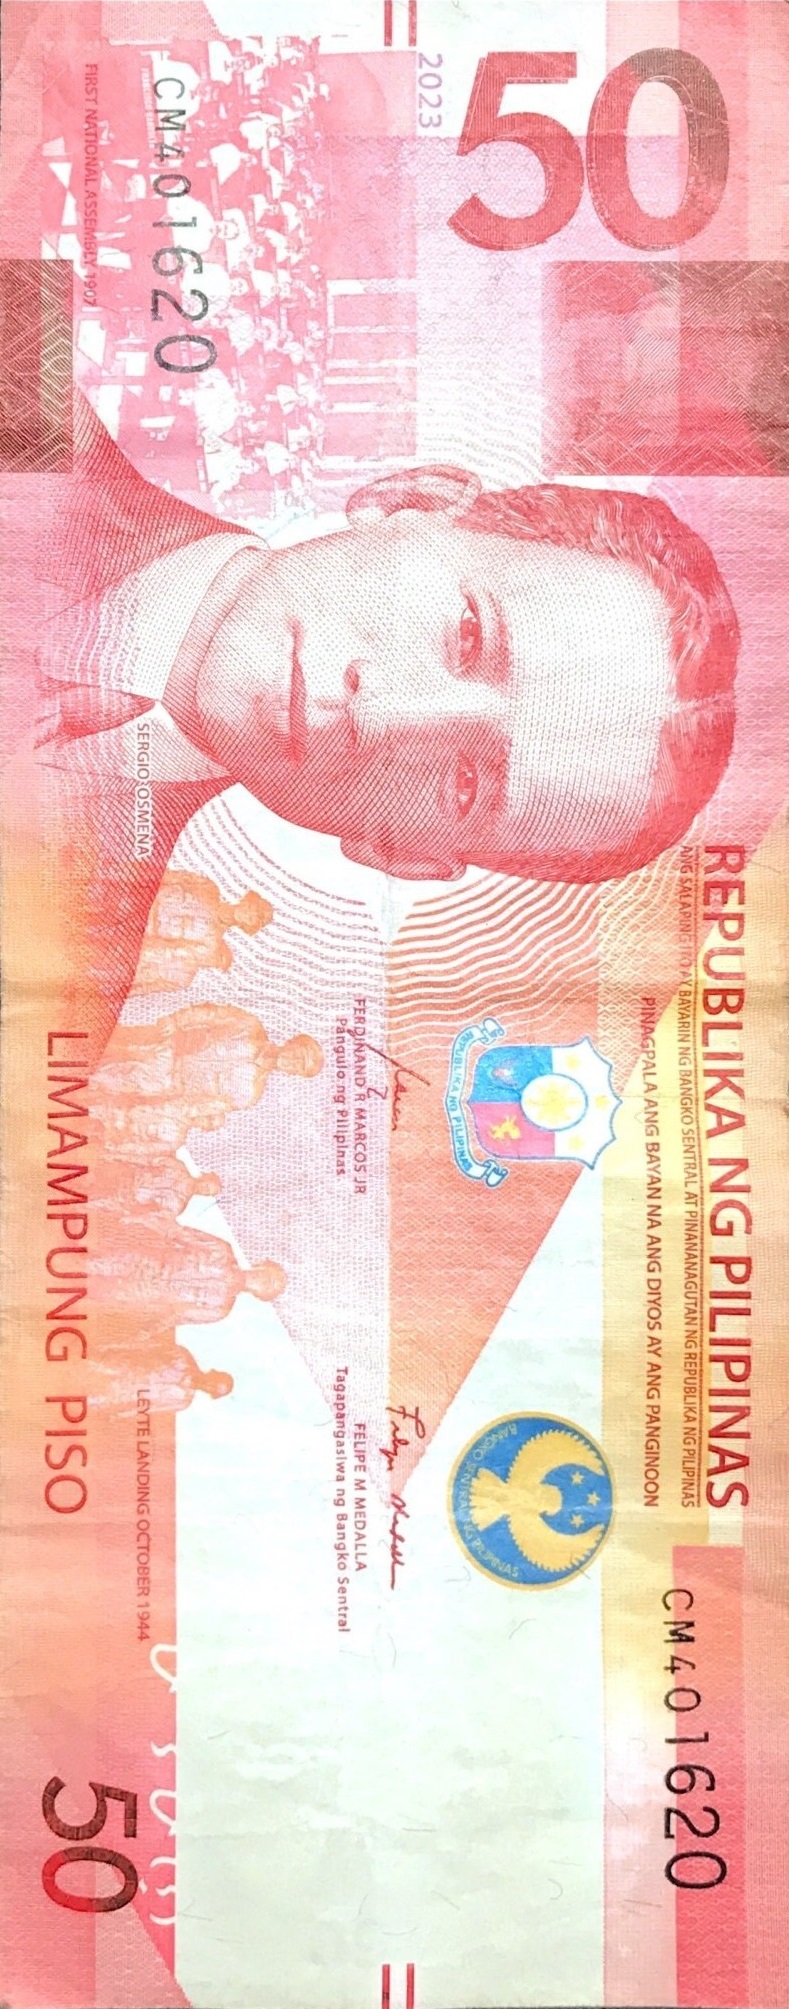 50
2023
CM401620
FIRST NATIONAL ASSEMBLY 1907
SERGIO OSMEÑA
REPUBLIKA NG PILIPINAS
ANG SALAPING ITO AY BAYARIN NG BANGKO SENTRAL AT PINANANAGUTAN NG REPUBLIKA NG PILIPINAS
PINAGPALA ANG BAYAN NA ANG DIYOS AY ANG PANGINOON
REPUBLIKA NG PILIPINAS
BANGKO SENTRAL NG PILIPINAS
FERDINAND R MARCOS JR
Pangulo ng Pilipinas
FELIPE M MEDALLA
Tagapangasiwa ng Bangko Sentral
CM401620
LEYTE LANDING OCTOBER 1944
LIMAMPUNG PISO
50